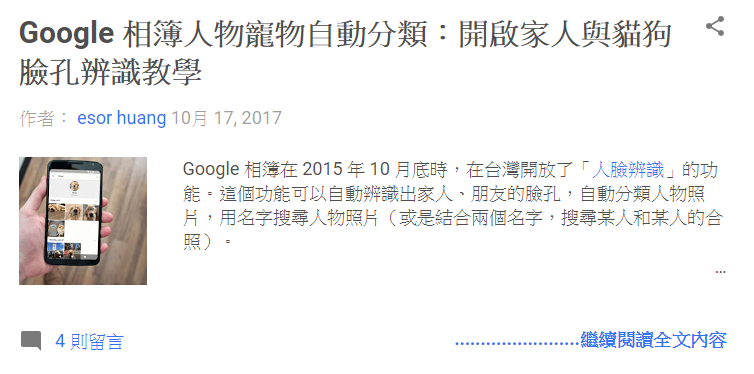 Google 相簿人物寵物自動分類：開啟家人與貓狗
臉孔辨識教學
作者： esor huang 10月 17, 2017
Google 相簿在 2015 年 10 月底時，在台灣開放了「人臉辨識」的功
能。這個功能可以自動辨識出家人、朋友的臉孔，自動分類人物照
片，用名字搜尋人物照片（或是結合兩個名字，搜尋某人和某人的合
照）。
...
4 則留言
........................繼續閱讀全文內容